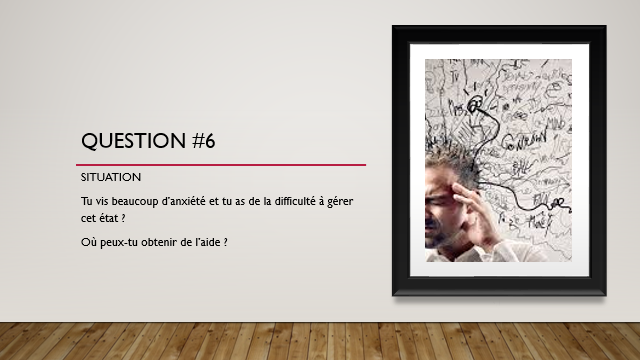 QUESTION #6
SITUATION
Tu vis beaucoup d'anxiété et tu as de la difficulté à gérer
cet état ?
Où peux-tu obtenir de l'aide ?